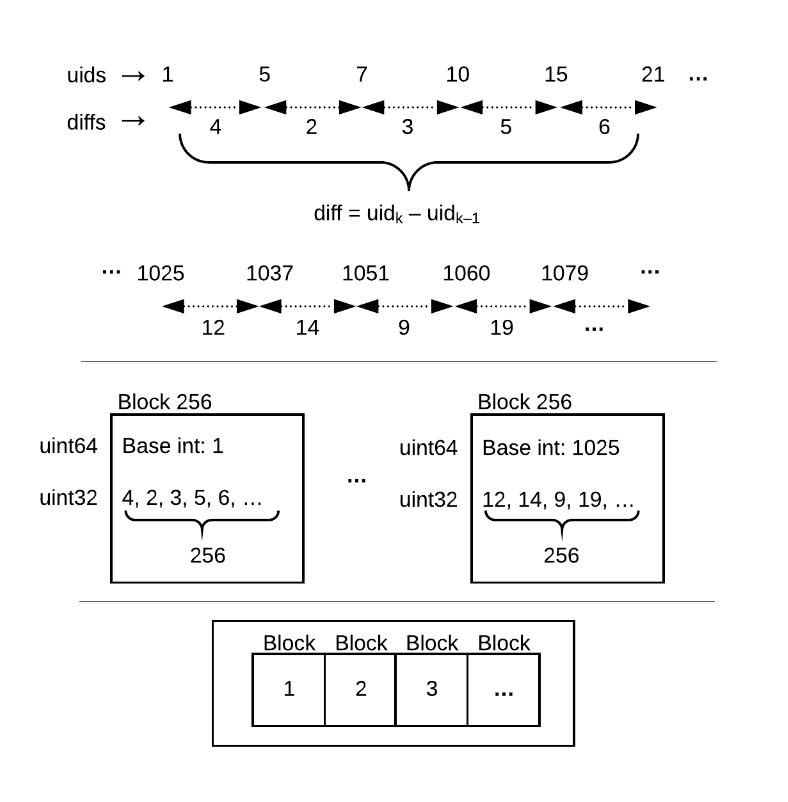 uids → 1 5 7 10 15 21 ...
diffs → 4 2 3 5 6
diff = uidₖ – uidₖ₋₁
... 1025 1037 1051 1060 1079 ...
12 14 9 19 ...
Block 256 Block 256
uint64 Base int: 1 uint64 Base int: 1025
...
uint32 4, 2, 3, 5, 6, ... uint32 12, 14, 9, 19, ...
256 256
Block Block Block Block
1 2 3 ...